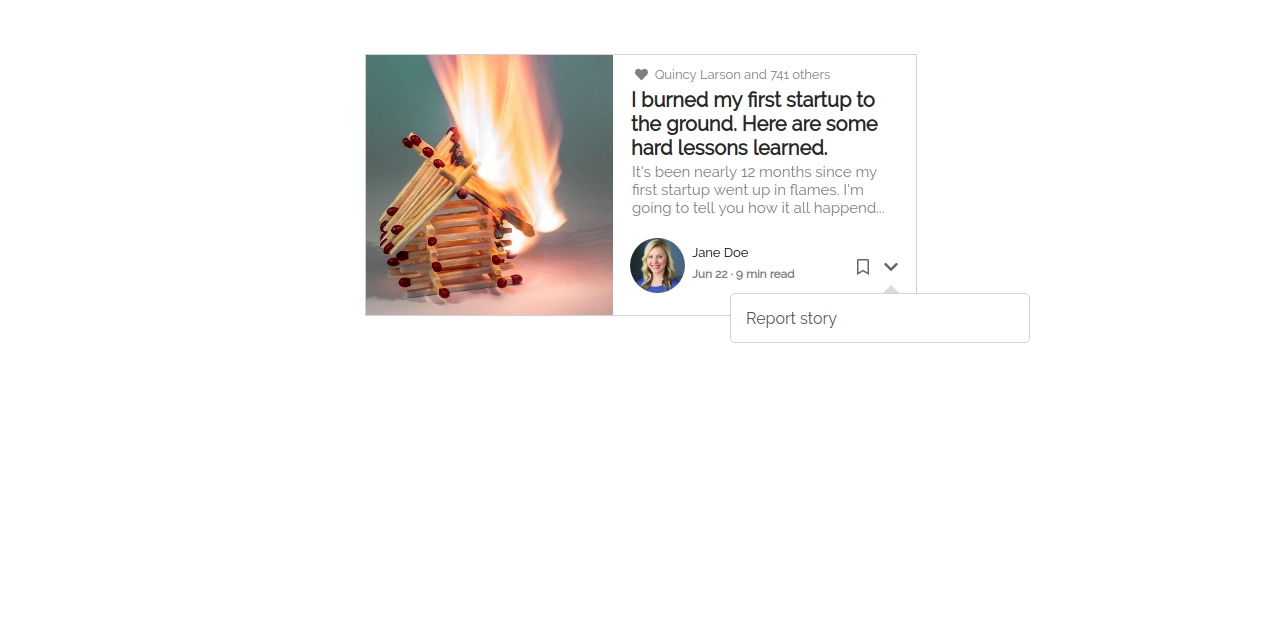 Quincy Larson and 741 others
I burned my first startup to
the ground. Here are some
hard lessons learned.
It's been nearly 12 months since my
first startup went up in flames. I'm
going to tell you how it all happend...
Jane Doe
Jun 22 · 9 min read
Report story